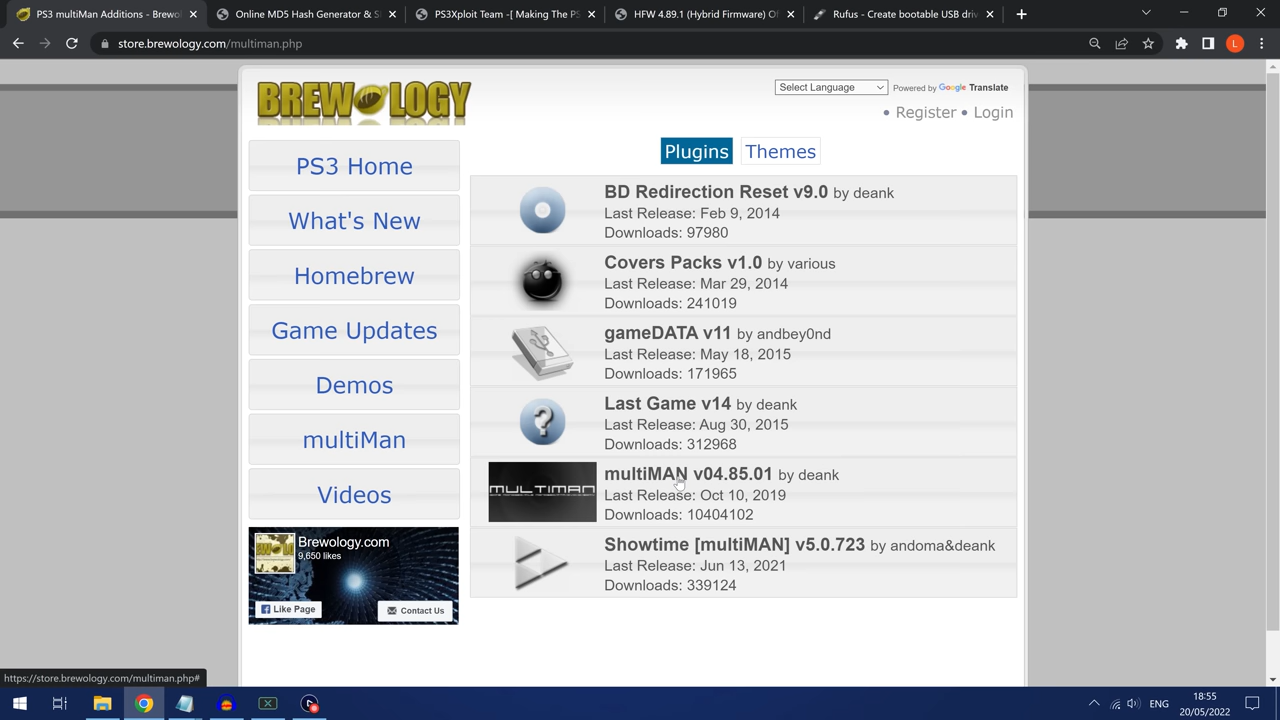 PS3 multiMan Additions - Brewol
Online MD5 Hash Generator & S
PS3Xploit Team -[ Making The PS
HFW 4.89.1 (Hybrid Firmware) O
Rufus - Create bootable USB driv
store.brewology.com/multiman.php
L
BREWOLOGY
Select Language
Powered by Google Translate
• Register • Login
Plugins
Themes
PS3 Home
What's New
Homebrew
Game Updates
Demos
multiMan
Videos
BD Redirection Reset v9.0 by deank
Last Release: Feb 9, 2014
Downloads: 97980
Covers Packs v1.0 by various
Last Release: Mar 29, 2014
Downloads: 241019
gameDATA v11 by andbey0nd
Last Release: May 18, 2015
Downloads: 171965
Last Game v14 by deank
Last Release: Aug 30, 2015
Downloads: 312968
MULTIMAN
multiMAN v04.85.01 by deank
Last Release: Oct 10, 2019
Downloads: 10404102
Showtime [multiMAN] v5.0.723 by andoma&deank
Last Release: Jun 13, 2021
Downloads: 339124
Brewology.com
9,650 likes
Like Page
Contact Us
https://store.brewology.com/multiman.php#
ENG
18:55
20/05/2022